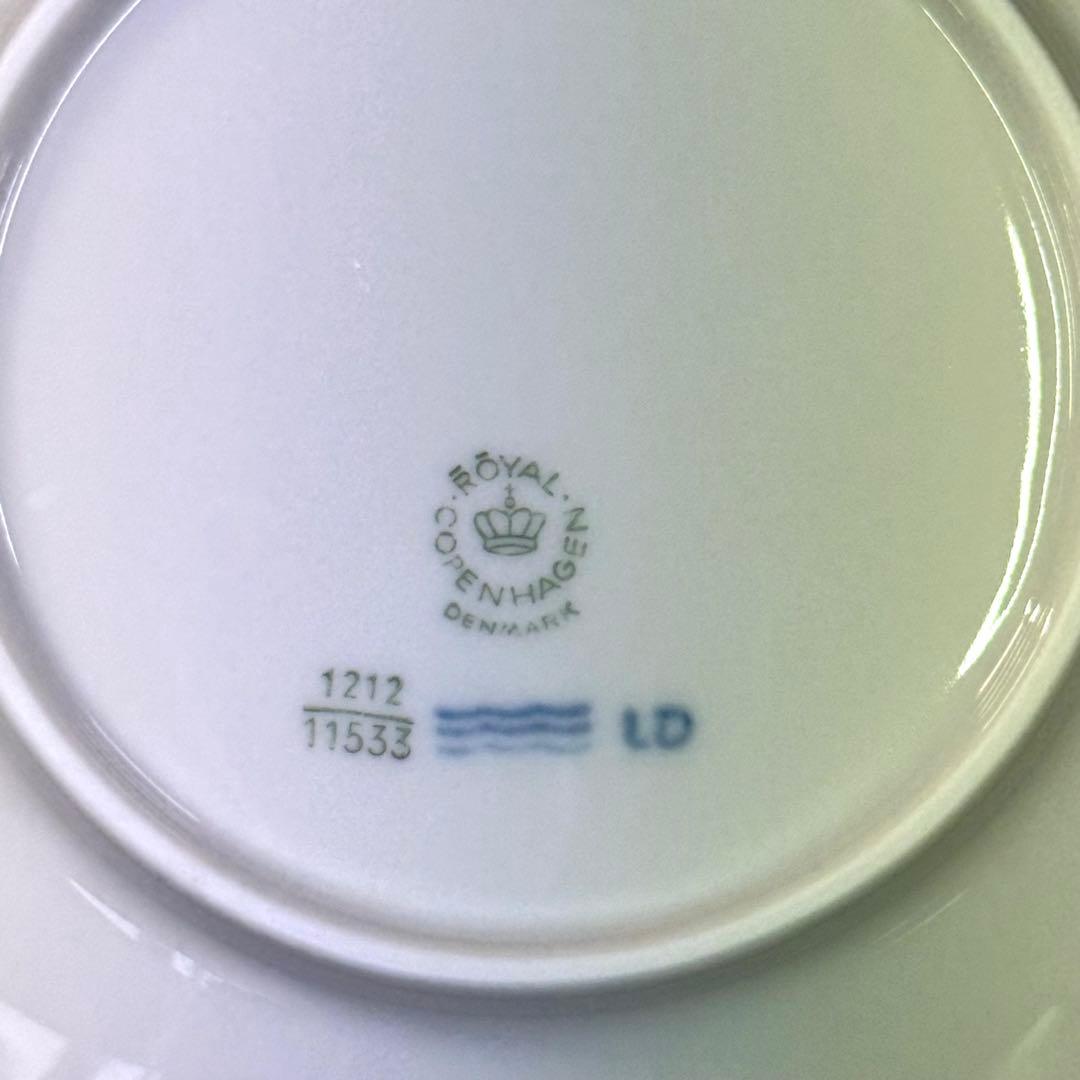 ROYAL
COPENHAGEN
DENMARK
1212
11533
LD